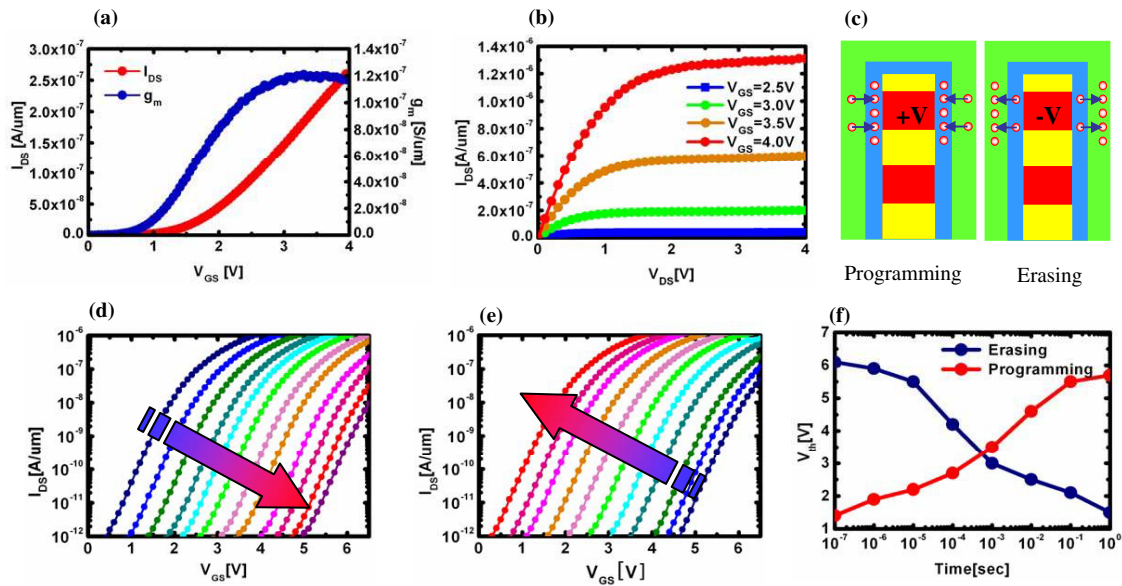 (a)
3.0x10⁻⁷
2.5x10⁻⁷
2.0x10⁻⁷
1.5x10⁻⁷
1.0x10⁻⁷
5.0x10⁻⁸
0.0
I_DS[A/um]
I_DS
g_m
1.4x10⁻⁷
1.2x10⁻⁷
1.0x10⁻⁷
8.0x10⁻⁸
6.0x10⁻⁸
4.0x10⁻⁸
2.0x10⁻⁸
0.0
g_m [S/um]
0 1 2 3 4
V_GS [V]
(b)
1.4x10⁻⁶
1.2x10⁻⁶
1.0x10⁻⁶
8.0x10⁻⁷
6.0x10⁻⁷
4.0x10⁻⁷
2.0x10⁻⁷
0.0
I_DS[A/um]
V_GS=2.5V
V_GS=3.0V
V_GS=3.5V
V_GS=4.0V
0 1 2 3 4
V_DS[V]
(c)
+V
-V
Programming
Erasing
(d)
10⁻⁶
10⁻⁷
10⁻⁸
10⁻⁹
10⁻¹⁰
10⁻¹¹
10⁻¹²
I_DS[A/um]
0 1 2 3 4 5 6
V_GS[V]
(e)
10⁻⁶
10⁻⁷
10⁻⁸
10⁻⁹
10⁻¹⁰
10⁻¹¹
10⁻¹²
I_DS[A/um]
0 1 2 3 4 5 6
V_GS[V]
(f)
7
6
5
4
3
2
1
V_th[V]
Erasing
Programming
10⁻⁷ 10⁻⁶ 10⁻⁵ 10⁻⁴ 10⁻³ 10⁻² 10⁻¹ 10⁰
Time[sec]